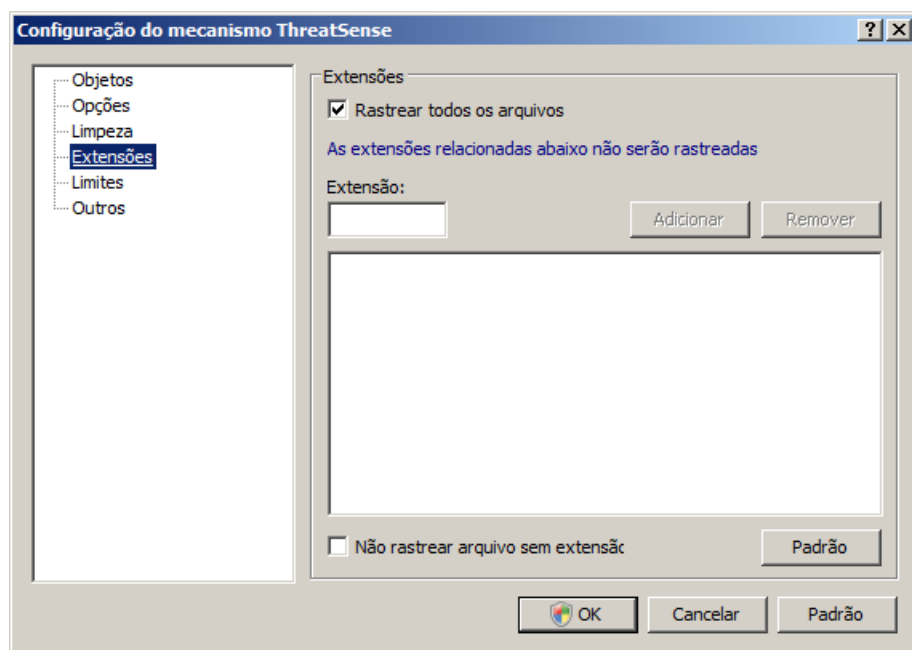 Configuração do mecanismo ThreatSense
Objetos
Opções
Limpeza
Extensões
Limites
Outros
Extensões
Rastrear todos os arquivos
As extensões relacionadas abaixo não serão rastreadas
Extensão:
Adicionar
Remover
Não rastrear arquivo sem extensãc
Padrão
OK
Cancelar
Padrão